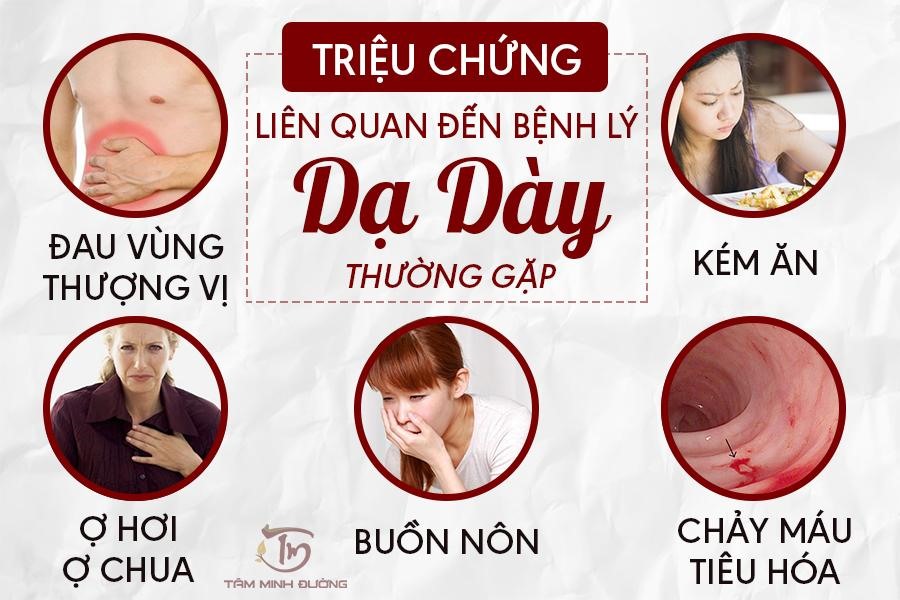 TRIỆU CHỨNG
LIÊN QUAN ĐẾN BỆNH LÝ
Dạ Dày
THƯỜNG GẶP
ĐAU VÙNG
THƯỢNG VỊ
KÉM ĂN
Ợ HƠI
Ợ CHUA
BUỒN NÔN
CHẢY MÁU
TIÊU HÓA
TÂM MINH ĐƯỜNG